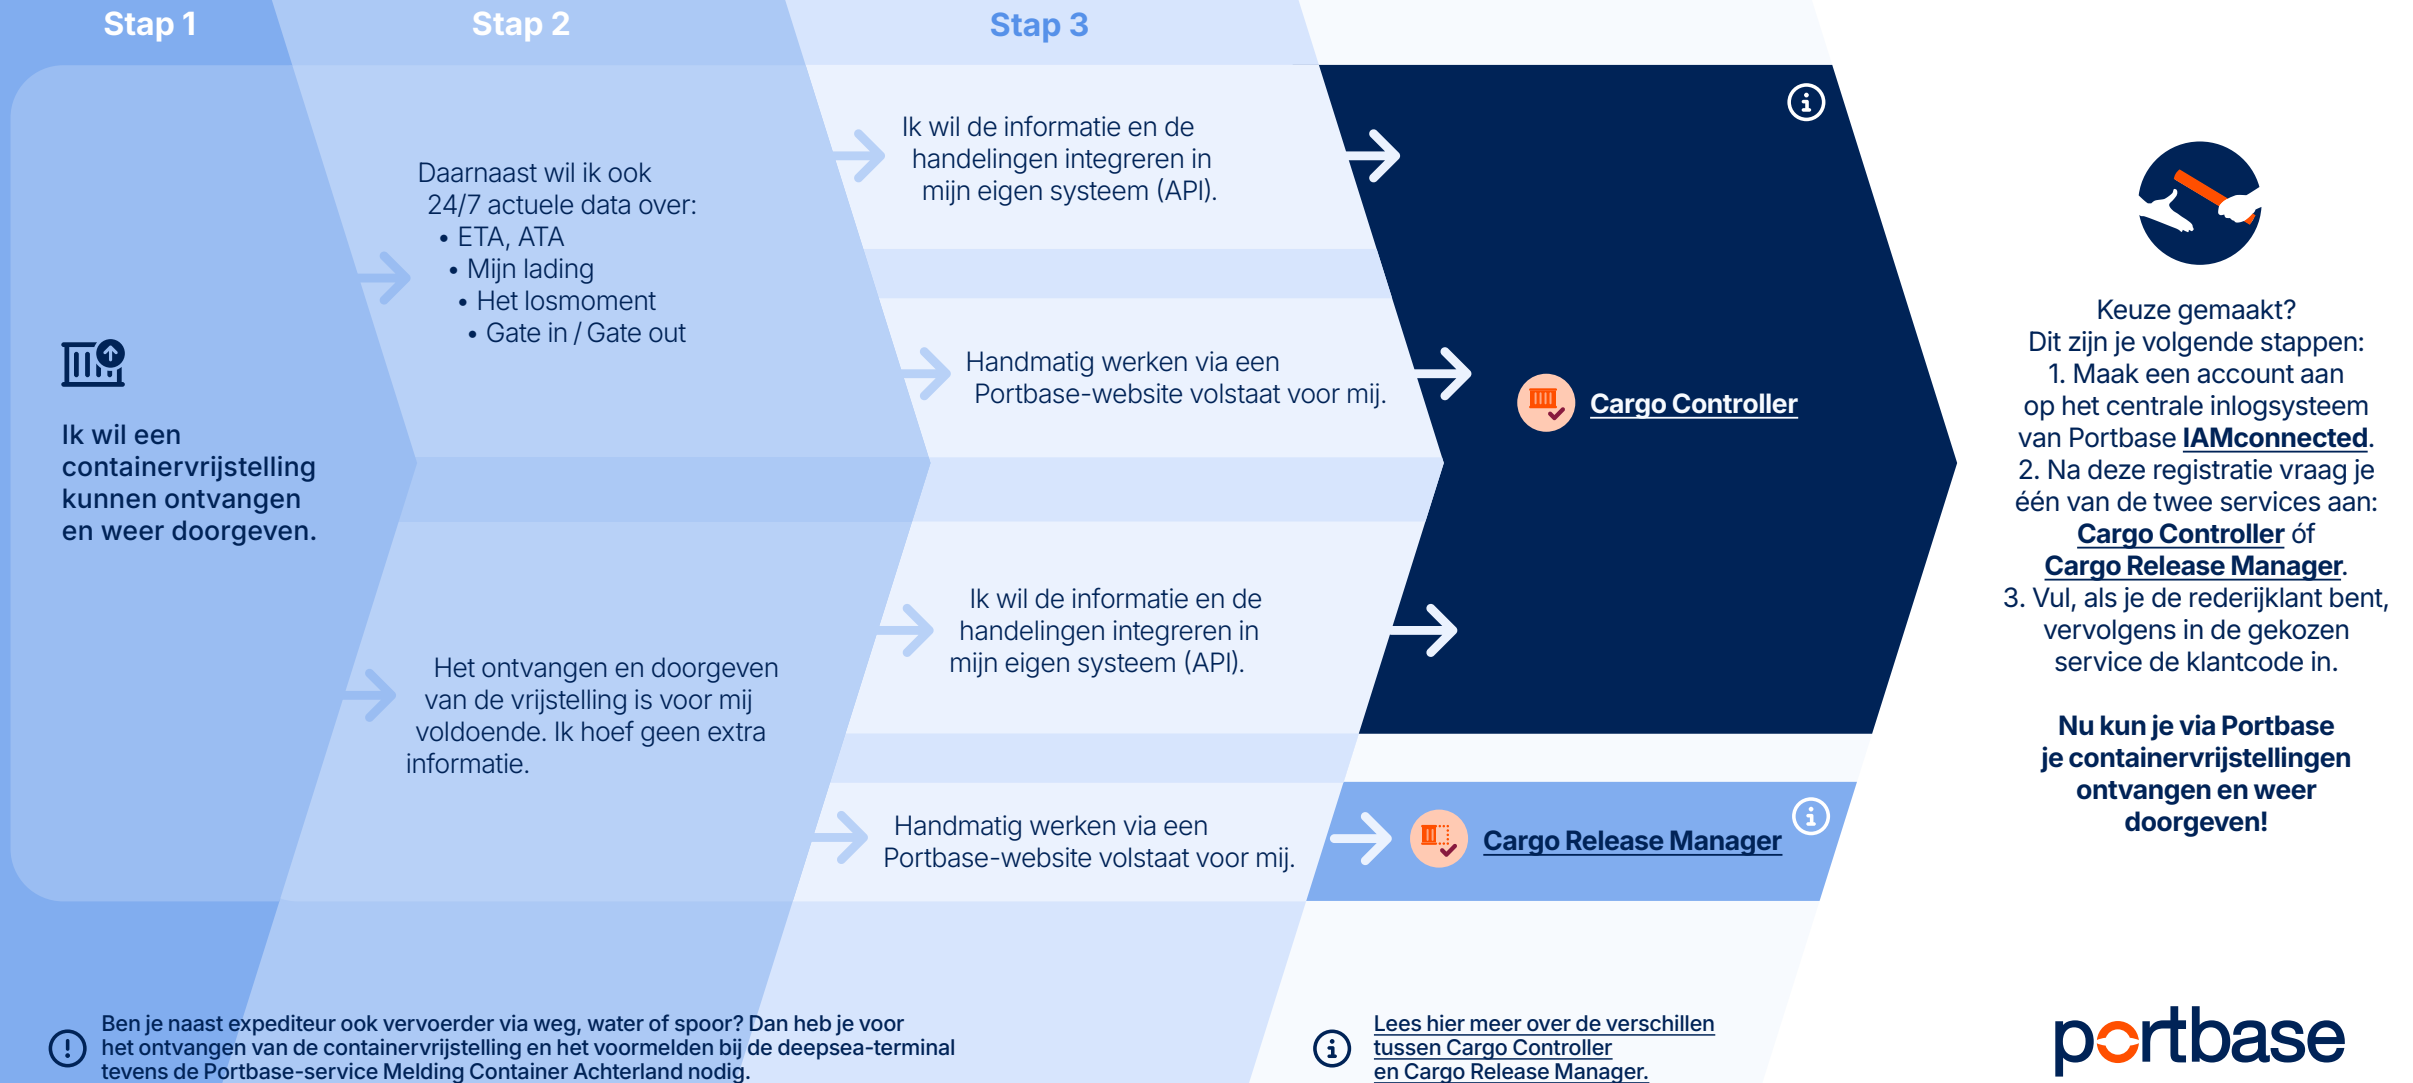 Stap 1
Stap 2
Stap 3
Ik wil een
containervrijstelling
kunnen ontvangen
en weer doorgeven.
Daarnaast wil ik ook
24/7 actuele data over:
• ETA, ATA
• Mijn lading
• Het losmoment
• Gate in / Gate out
Het ontvangen en doorgeven
van de vrijstelling is voor mij
voldoende. Ik hoef geen extra
informatie.
Ik wil de informatie en de
handelingen integreren in
mijn eigen systeem (API).
Handmatig werken via een
Portbase-website volstaat voor mij.
Ik wil de informatie en de
handelingen integreren in
mijn eigen systeem (API).
Handmatig werken via een
Portbase-website volstaat voor mij.
Cargo Controller
Cargo Release Manager
Keuze gemaakt?
Dit zijn je volgende stappen:
1. Maak een account aan
op het centrale inlogsysteem
van Portbase IAMconnected.
2. Na deze registratie vraag je
één van de twee services aan:
Cargo Controller óf
Cargo Release Manager.
3. Vul, als je de rederijklant bent,
vervolgens in de gekozen
service de klantcode in.
Nu kun je via Portbase
je containervrijstellingen
ontvangen en weer
doorgeven!
Ben je naast expediteur ook vervoerder via weg, water of spoor? Dan heb je voor
het ontvangen van de containervrijstelling en het voormelden bij de deepsea-terminal
tevens de Portbase-service Melding Container Achterland nodig.
Lees hier meer over de verschillen
tussen Cargo Controller
en Cargo Release Manager.
portbase